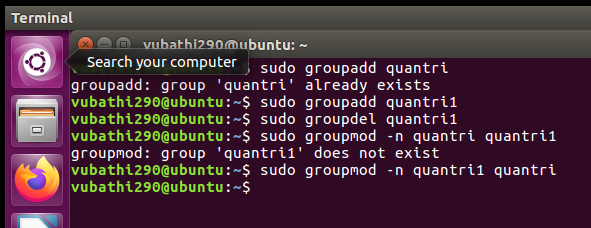 Terminal
vubathi290@ubuntu: ~
Search your computer
$ sudo groupadd quantri
groupadd: group 'quantri' already exists
vubathi290@ubuntu:~$ sudo groupadd quantri1
vubathi290@ubuntu:~$ sudo groupdel quantri1
vubathi290@ubuntu:~$ sudo groupmod -n quantri quantri1
groupmod: group 'quantri1' does not exist
vubathi290@ubuntu:~$ sudo groupmod -n quantri1 quantri
vubathi290@ubuntu:~$